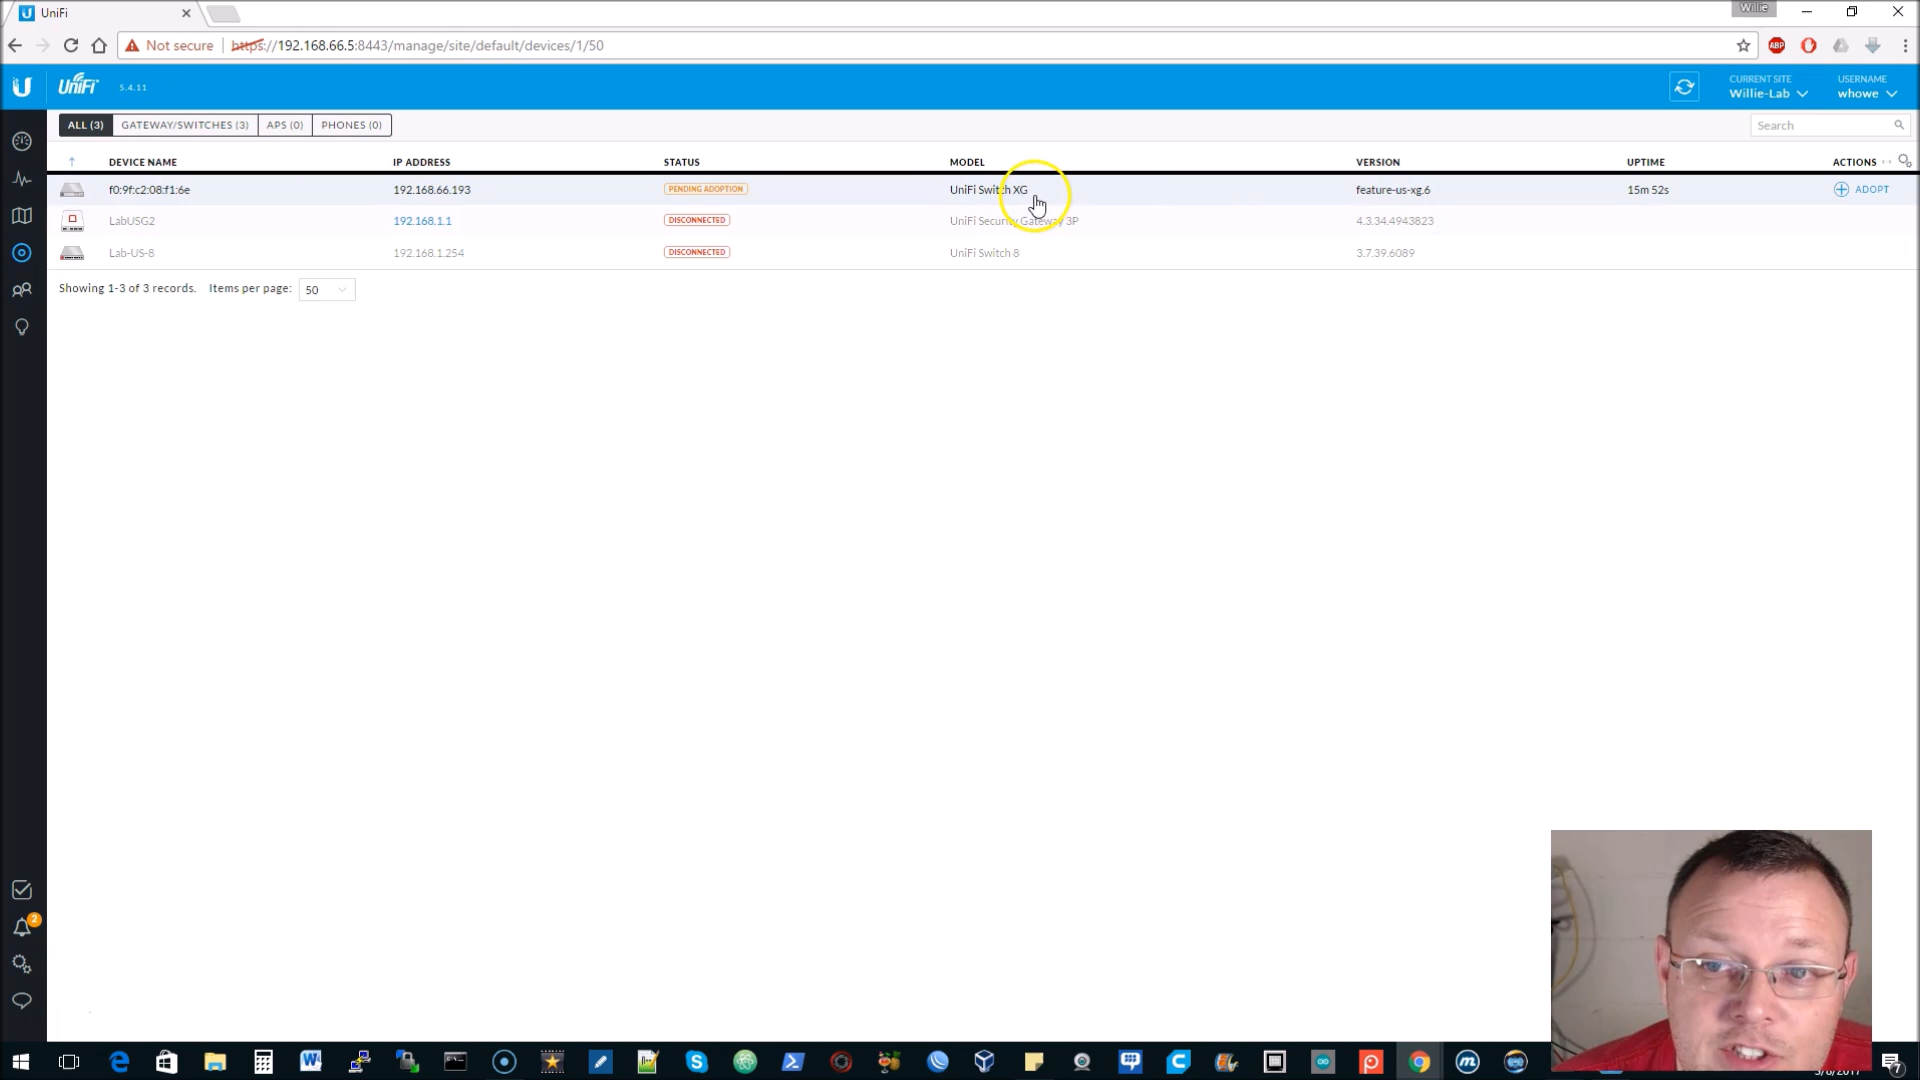 UniFi
Willie
Not secure https://192.168.66.5:8443/manage/site/default/devices/1/50
ABP
U UniFi 5.4.11
CURRENT SITE
Willie-Lab
USERNAME
whowe
ALL (3) GATEWAY/SWITCHES (3) APS (0) PHONES (0)
Search
DEVICE NAME IP ADDRESS STATUS MODEL VERSION UPTIME ACTIONS
f0:9f:c2:08:f1:6e 192.168.66.193 PENDING ADOPTION UniFi Switch XG feature-us-xg.6 15m 52s ADOPT
LabUSG2 192.168.1.1 DISCONNECTED UniFi Security Gateway 3P 4.3.34.4943823
Lab-US-8 192.168.1.254 DISCONNECTED UniFi Switch 8 3.7.39.6089
Showing 1-3 of 3 records. Items per page: 50
2
7